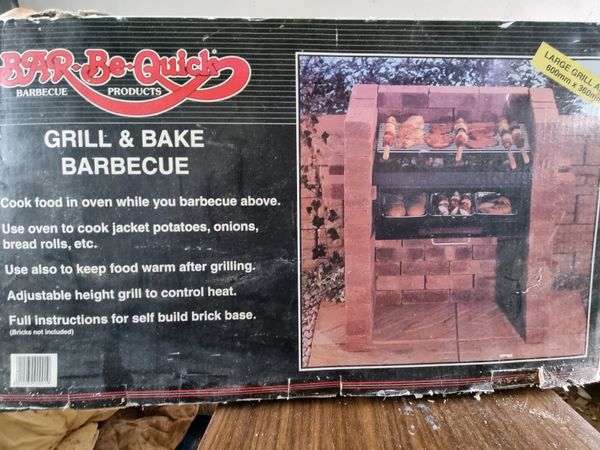 BAR-Be-Quick
BARBECUE PRODUCTS
LARGE GRILL
600mm x 360mm
GRILL & BAKE
BARBECUE
Cook food in oven while you barbecue above.
Use oven to cook jacket potatoes, onions,
bread rolls, etc.
Use also to keep food warm after grilling.
Adjustable height grill to control heat.
Full instructions for self build brick base.
(Bricks not included)